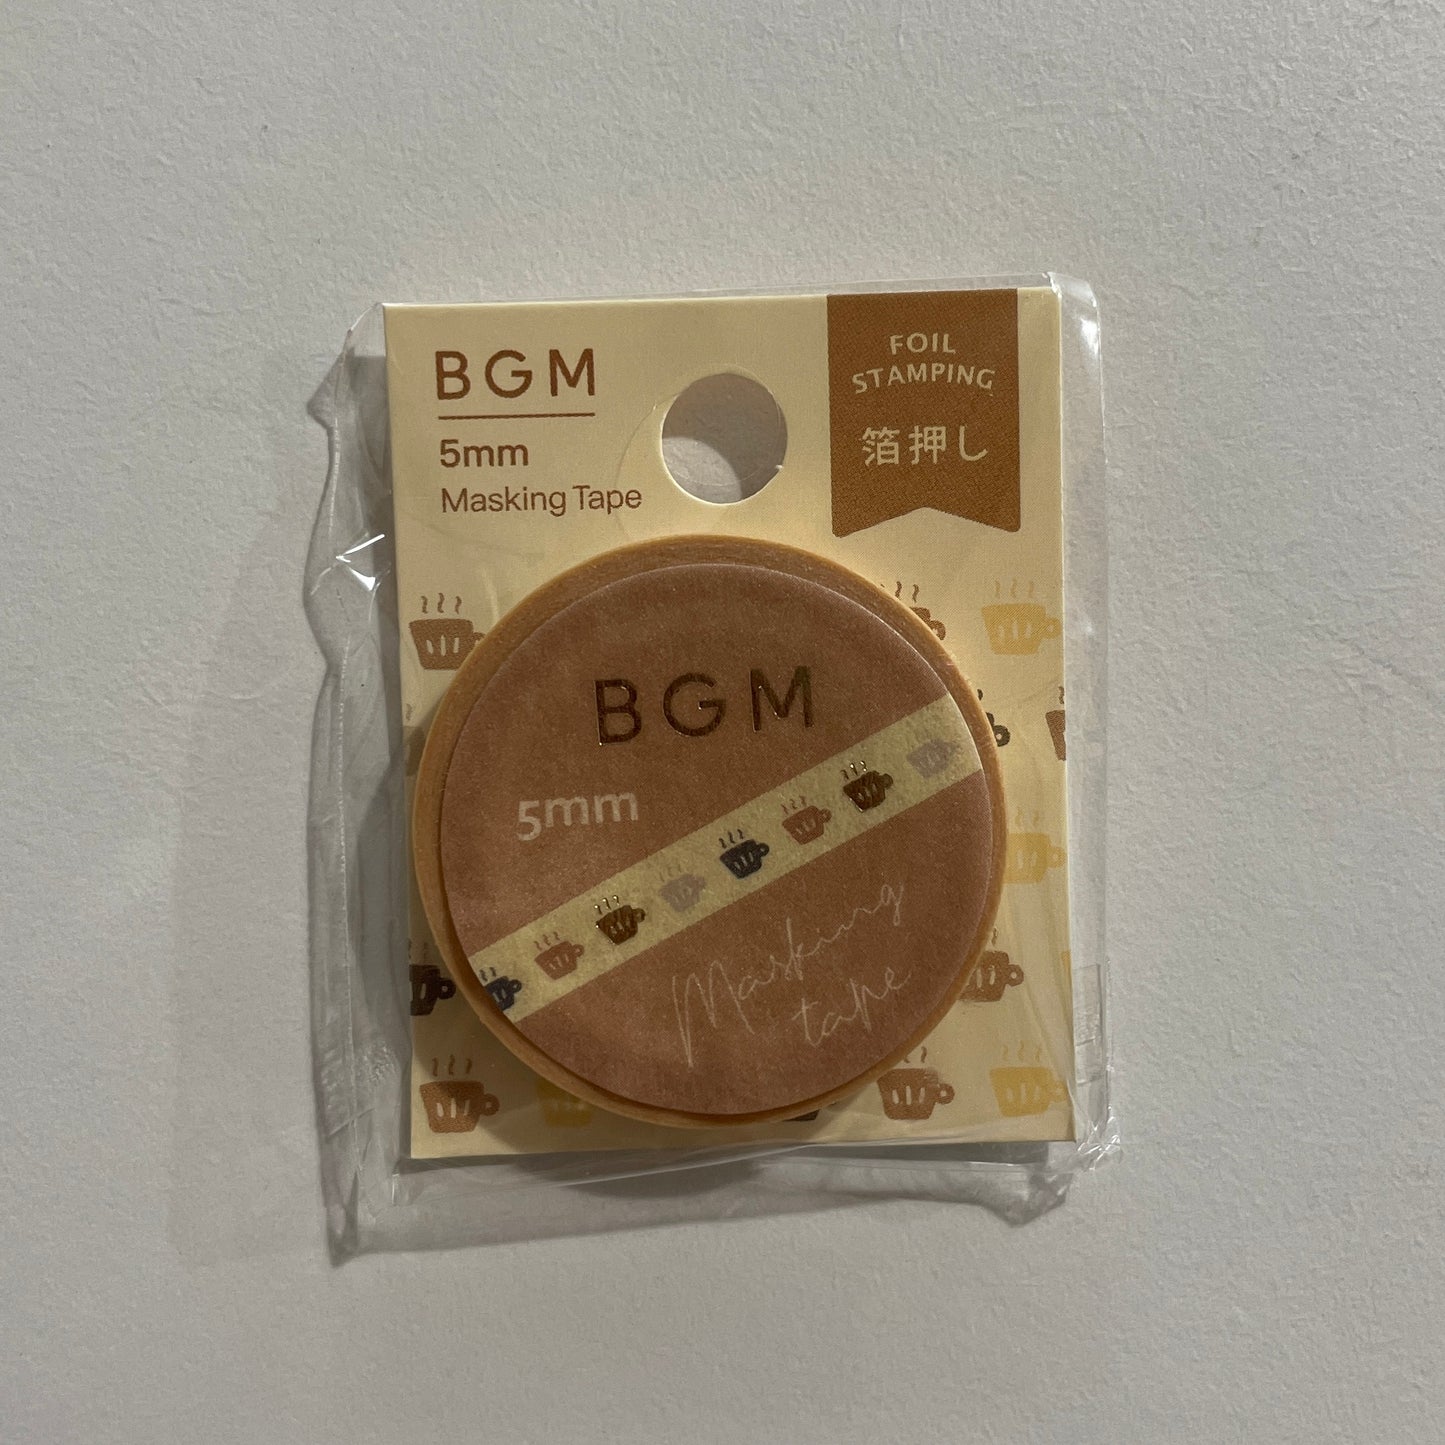 BGM
5mm
Masking Tape
FOIL
STAMPING
箔押し
BGM
5mm
Masking
tape